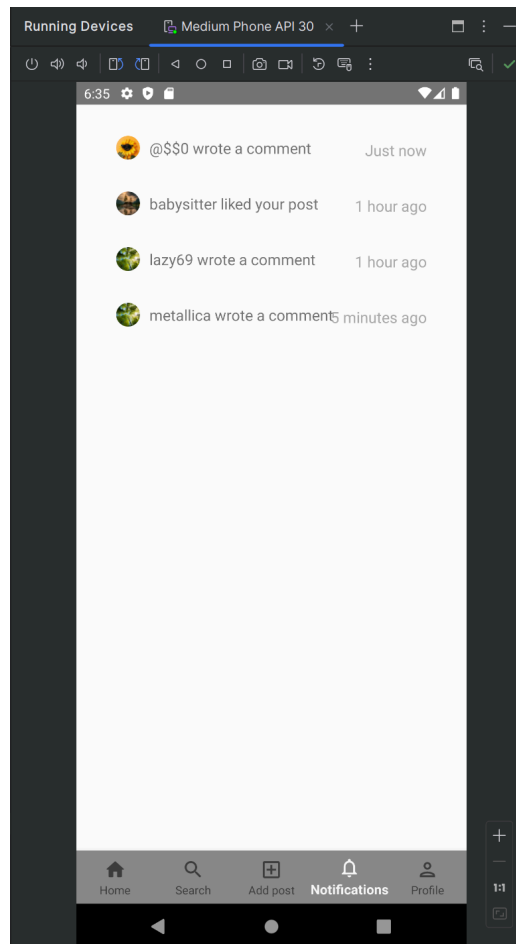 Running Devices Medium Phone API 30
6:35
@$$0 wrote a comment Just now
babysitter liked your post 1 hour ago
lazy69 wrote a comment 1 hour ago
metallica wrote a comment 5 minutes ago
Home Search Add post Notifications Profile
1:1